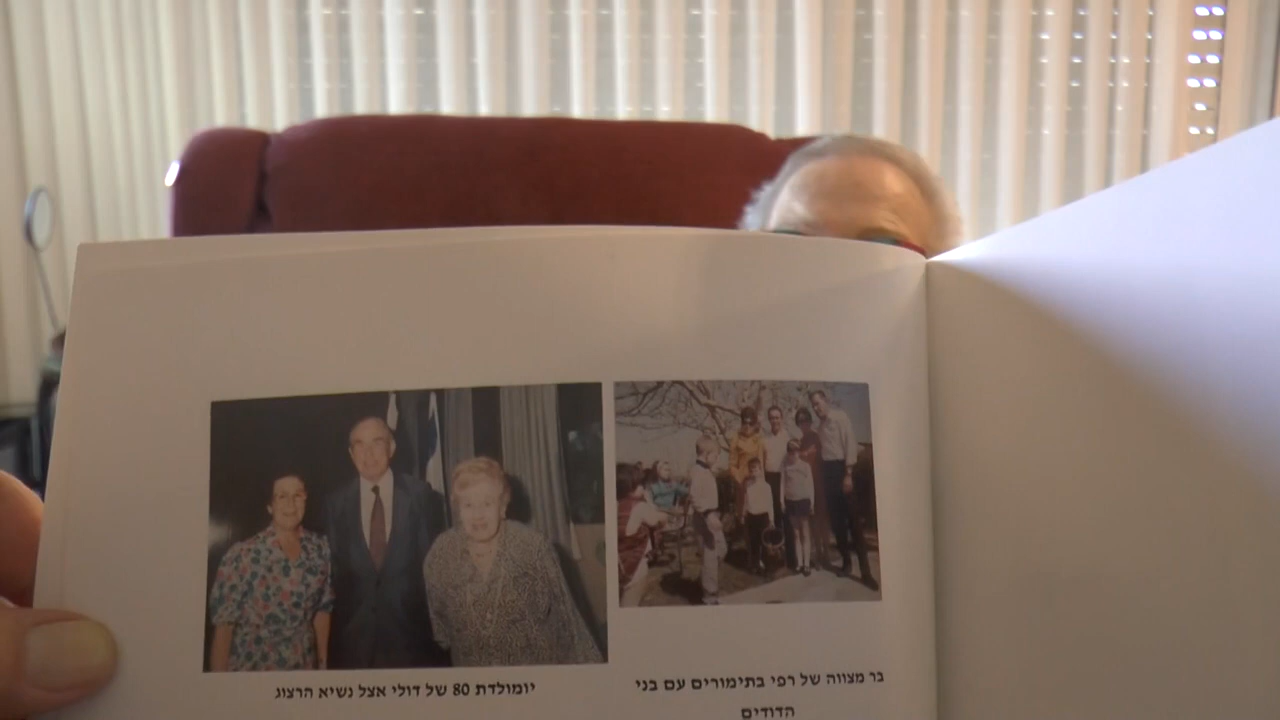 בר מצווה של רפי בתימורים עם בני
הדודים
יומולדת 80 של דולי אצל נשיא הרצוג